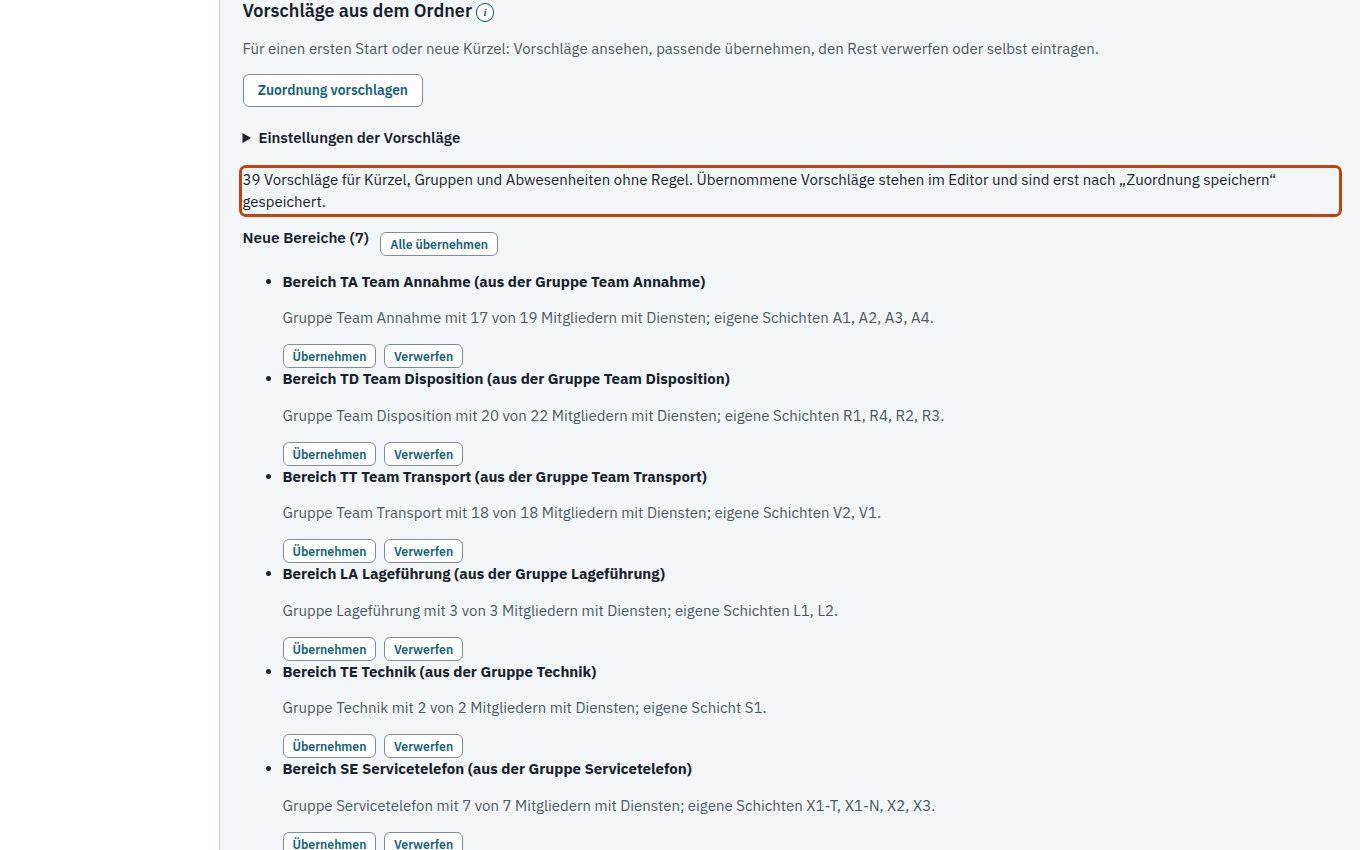 Vorschläge aus dem Ordner i
Für einen ersten Start oder neue Kürzel: Vorschläge ansehen, passende übernehmen, den Rest verwerfen oder selbst eintragen.
Zuordnung vorschlagen
Einstellungen der Vorschläge
39 Vorschläge für Kürzel, Gruppen und Abwesenheiten ohne Regel. Übernommene Vorschläge stehen im Editor und sind erst nach „Zuordnung speichern“
gespeichert.
Neue Bereiche (7) Alle übernehmen
Bereich TA Team Annahme (aus der Gruppe Team Annahme)
Gruppe Team Annahme mit 17 von 19 Mitgliedern mit Diensten; eigene Schichten A1, A2, A3, A4.
Übernehmen Verwerfen
Bereich TD Team Disposition (aus der Gruppe Team Disposition)
Gruppe Team Disposition mit 20 von 22 Mitgliedern mit Diensten; eigene Schichten R1, R4, R2, R3.
Übernehmen Verwerfen
Bereich TT Team Transport (aus der Gruppe Team Transport)
Gruppe Team Transport mit 18 von 18 Mitgliedern mit Diensten; eigene Schichten V2, V1.
Übernehmen Verwerfen
Bereich LA Lageführung (aus der Gruppe Lageführung)
Gruppe Lageführung mit 3 von 3 Mitgliedern mit Diensten; eigene Schichten L1, L2.
Übernehmen Verwerfen
Bereich TE Technik (aus der Gruppe Technik)
Gruppe Technik mit 2 von 2 Mitgliedern mit Diensten; eigene Schicht S1.
Übernehmen Verwerfen
Bereich SE Servicetelefon (aus der Gruppe Servicetelefon)
Gruppe Servicetelefon mit 7 von 7 Mitgliedern mit Diensten; eigene Schichten X1-T, X1-N, X2, X3.
Übernehmen Verwerfen